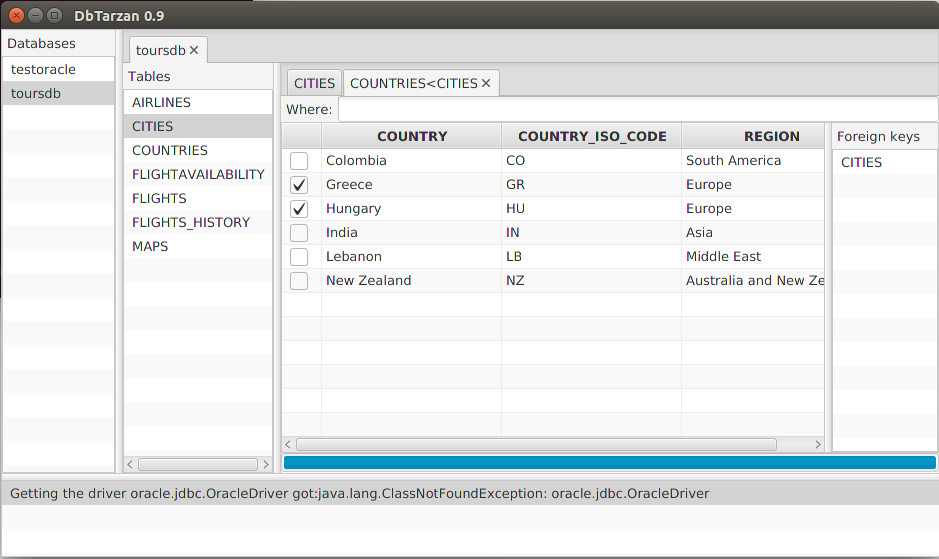 DbTarzan 0.9
Databases
testoracle
toursdb
toursdb
Tables
AIRLINES
CITIES
COUNTRIES
FLIGHTAVAILABILITY
FLIGHTS
FLIGHTS_HISTORY
MAPS
CITIES COUNTRIES<CITIES
Where:
COUNTRY COUNTRY_ISO_CODE REGION
Colombia CO South America
Greece GR Europe
Hungary HU Europe
India IN Asia
Lebanon LB Middle East
New Zealand NZ Australia and New Ze
Foreign keys
CITIES
Getting the driver oracle.jdbc.OracleDriver got:java.lang.ClassNotFoundException: oracle.jdbc.OracleDriver